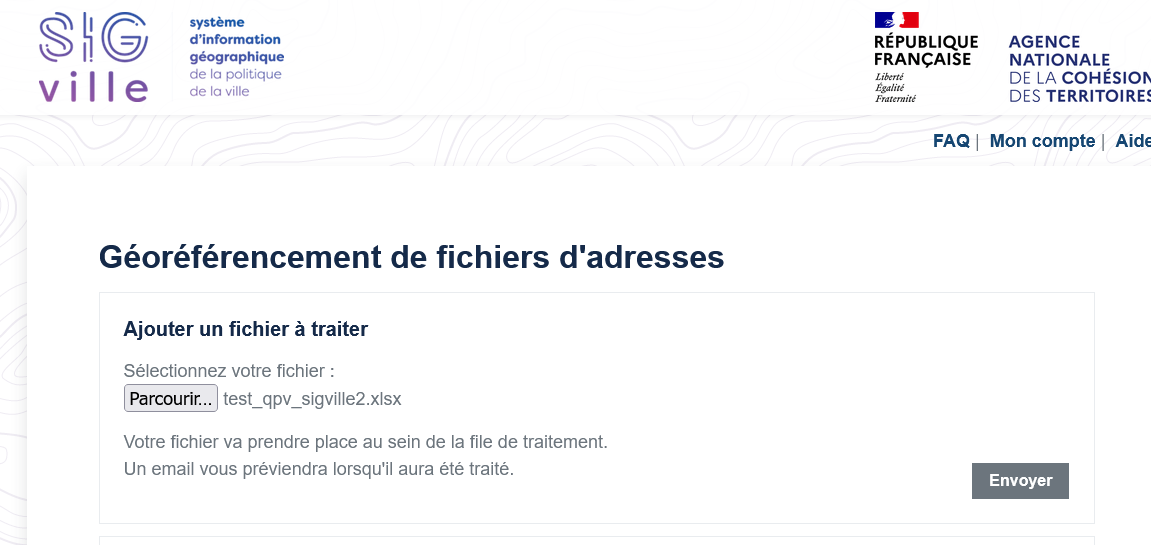 SIG
ville
système
d'information
géographique
de la politique
de la ville
RÉPUBLIQUE
FRANÇAISE
Liberté
Égalité
Fraternité
AGENCE
NATIONALE
DE LA COHÉSION
DES TERRITOIRES
FAQ | Mon compte | Aide
Géoréférencement de fichiers d'adresses
Ajouter un fichier à traiter
Sélectionnez votre fichier :
Parcourir... test_qpv_sigville2.xlsx
Votre fichier va prendre place au sein de la file de traitement.
Un email vous préviendra lorsqu'il aura été traité.
Envoyer